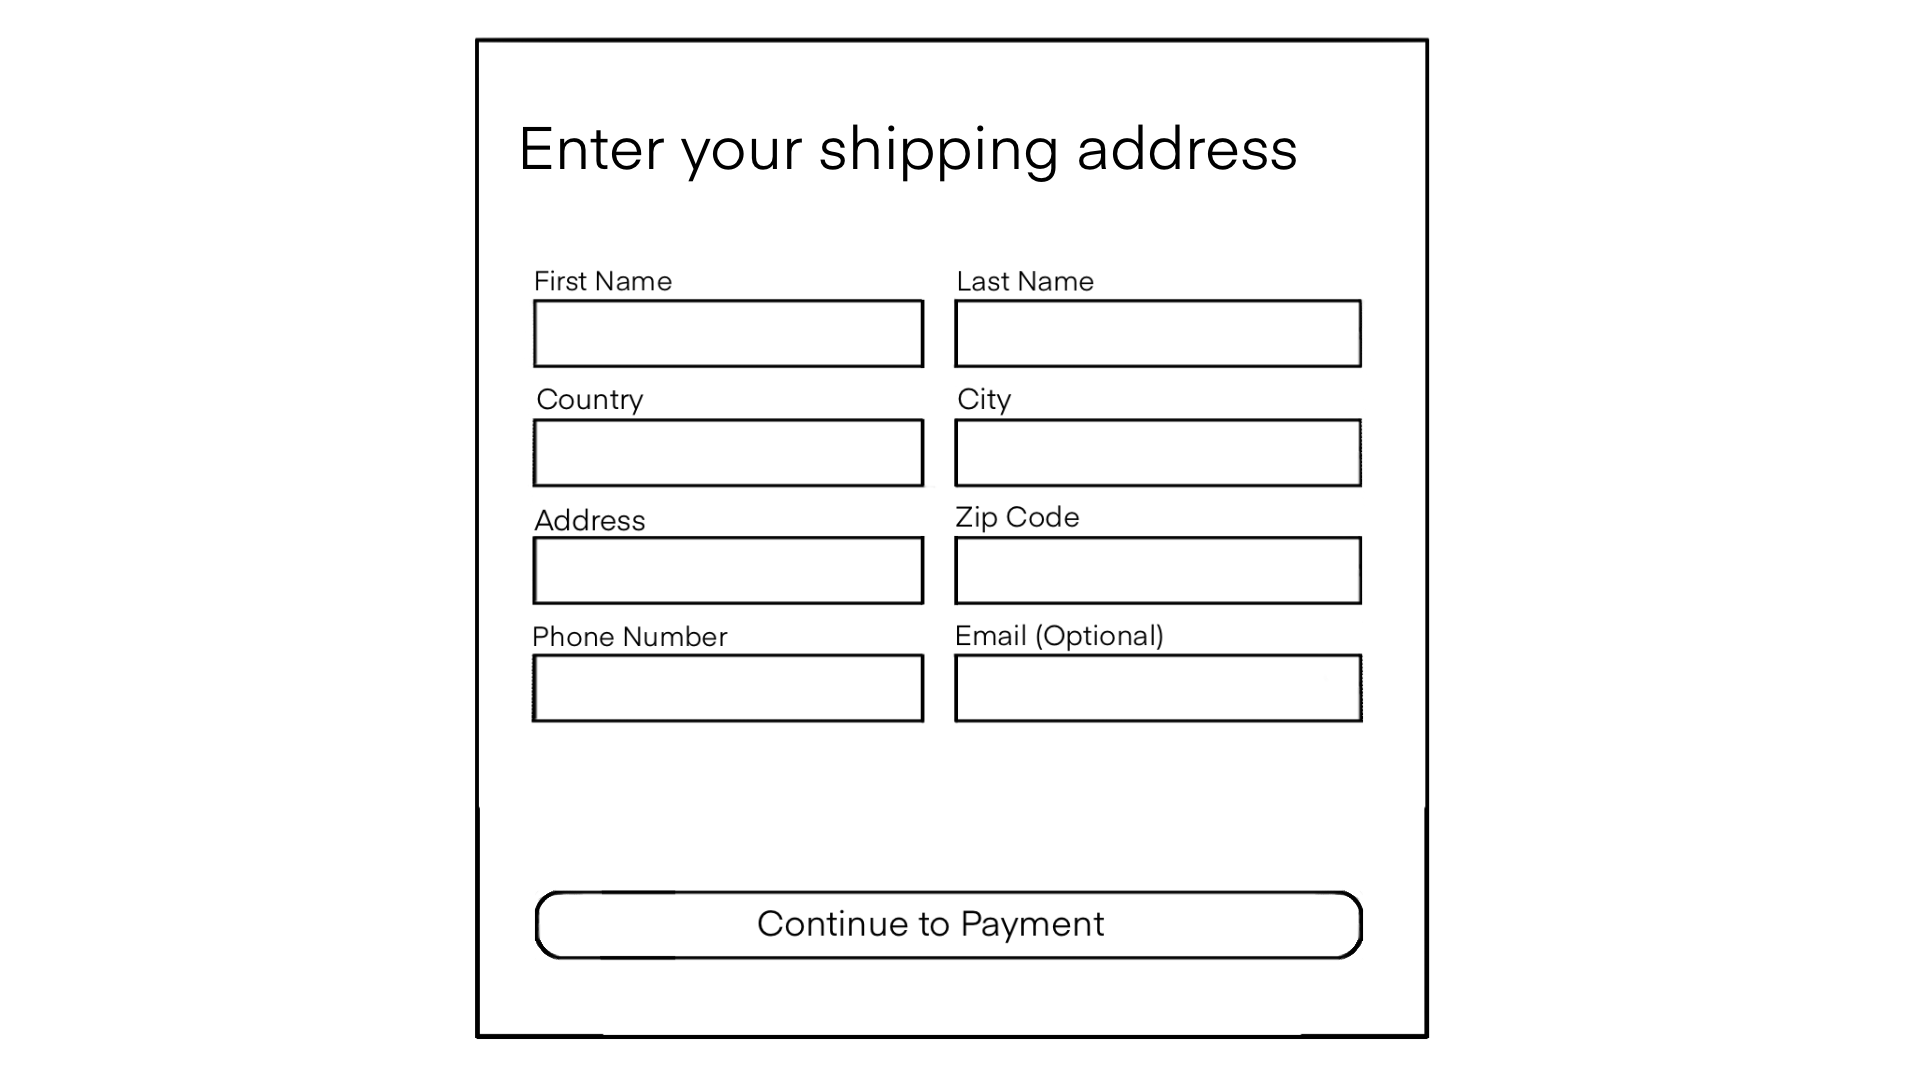 Enter your shipping address
First Name
Last Name
Country
City
Address
Zip Code
Phone Number
Email (Optional)
Continue to Payment